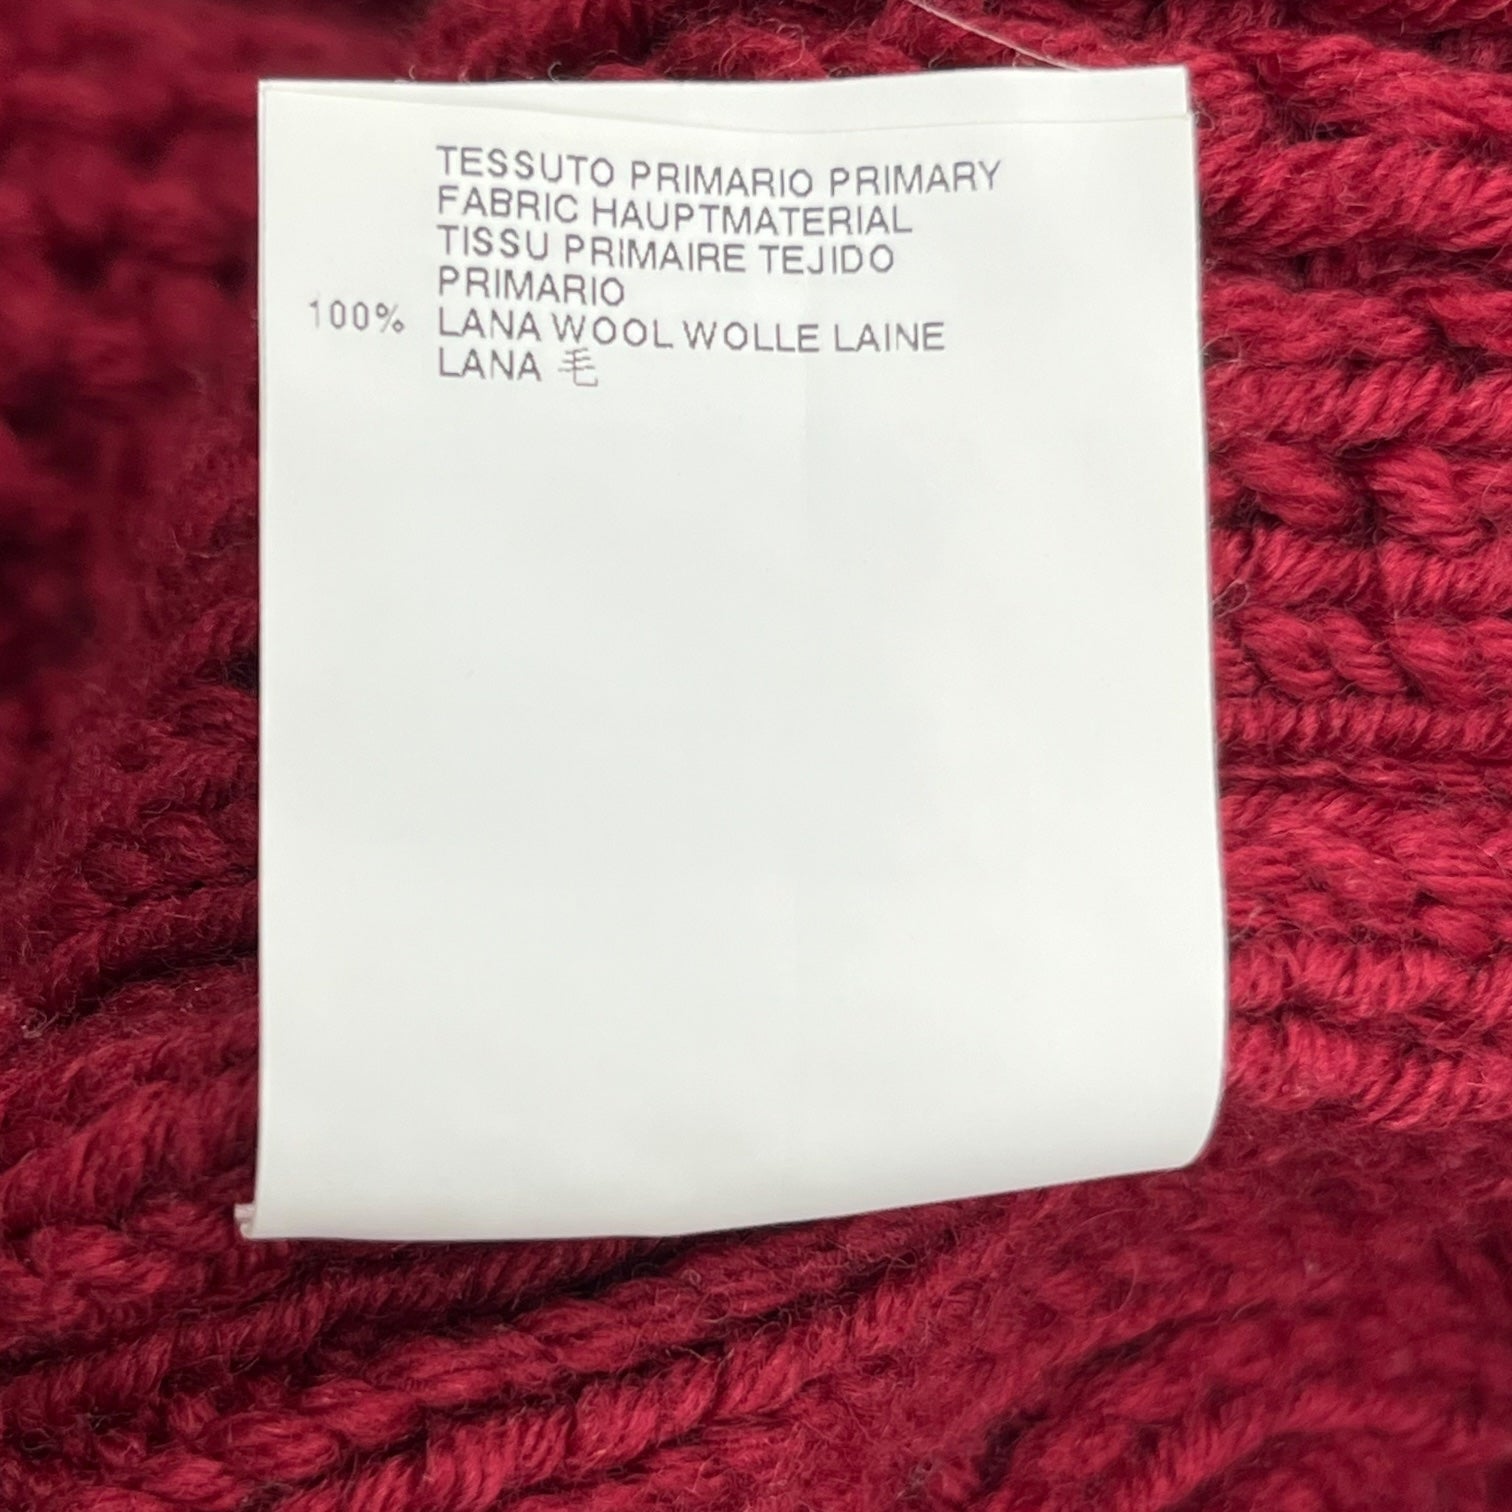 TESSUTO PRIMARIO PRIMARY
FABRIC HAUPTMATERIAL
TISSU PRIMAIRE TEJIDO
PRIMARIO
100% LANA WOOL WOLLE LAINE
LANA 毛